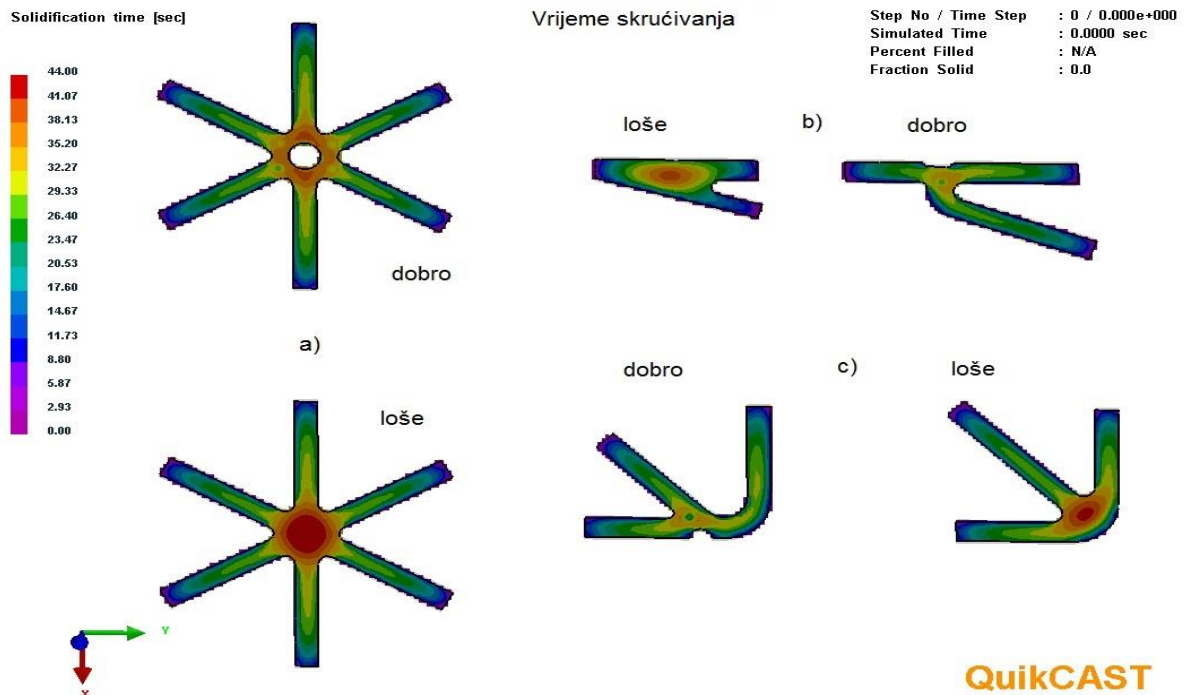 Solidification time [sec]
Vrijeme skrućivanja
Step No / Time Step : 0 / 0.000e+000
Simulated Time : 0.0000 sec
Percent Filled : N/A
Fraction Solid : 0.0
44.00
41.07
38.13
35.20
32.27
29.33
26.40
23.47
20.53
17.60
14.67
11.73
8.80
5.87
2.93
0.00
dobro
a)
loše
loše
b)
dobro
dobro
c)
loše
Y
X
QuikCAST